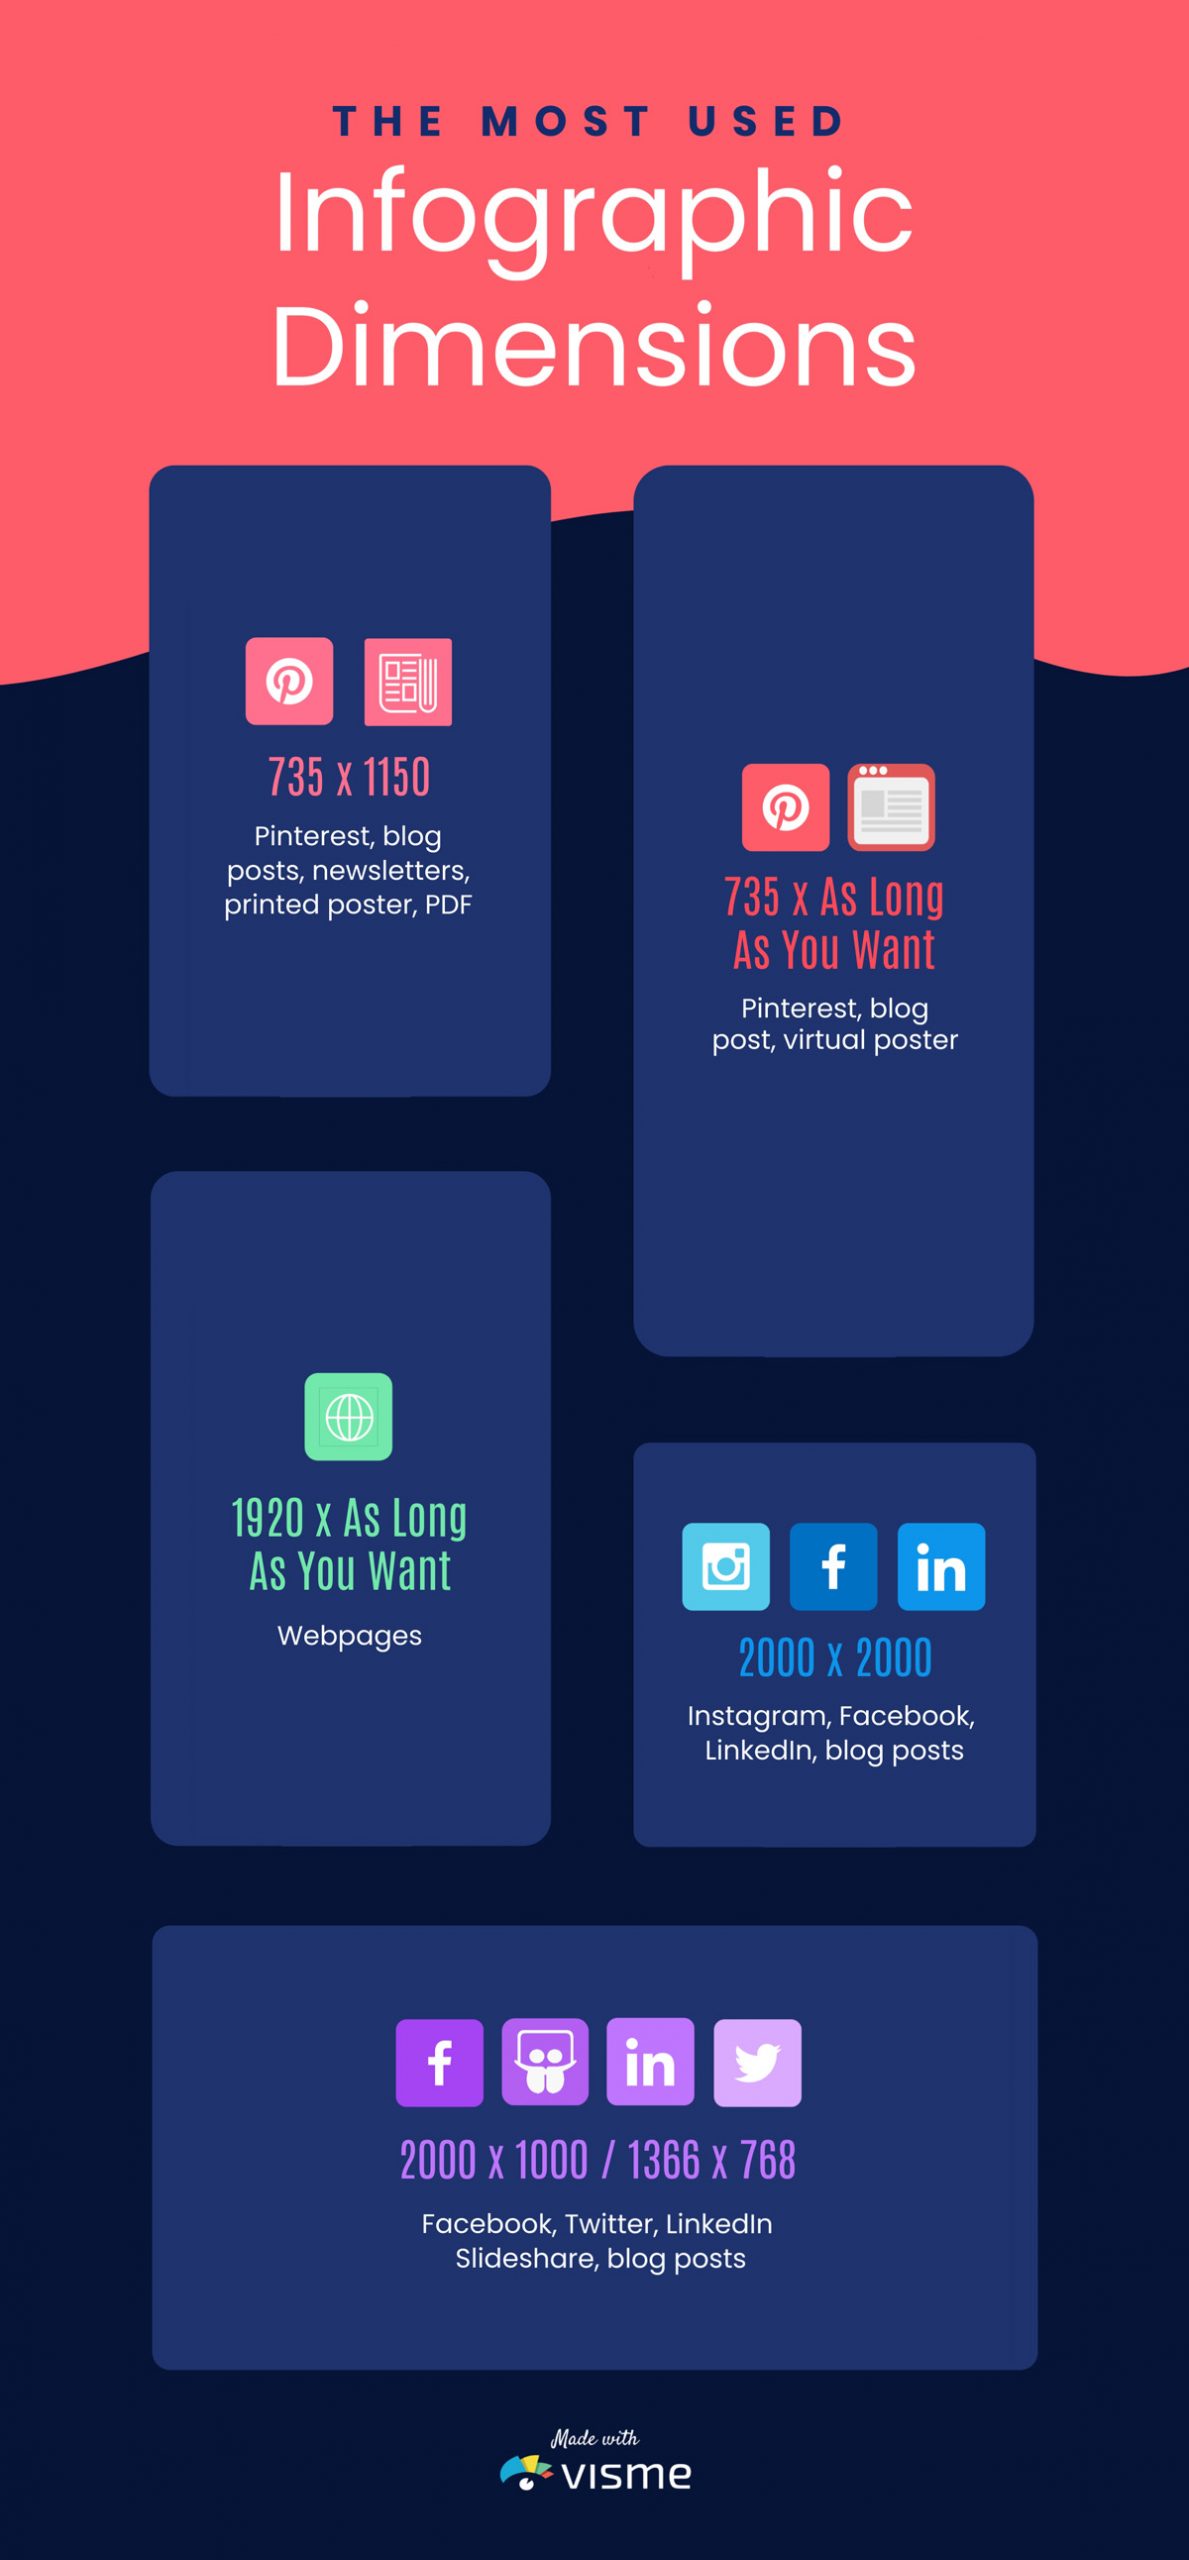 THE MOST USED
Infographic
Dimensions
735 x 1150
Pinterest, blog
posts, newsletters,
printed poster, PDF
735 x As Long
As You Want
Pinterest, blog
post, virtual poster
1920 x As Long
As You Want
Webpages
in
2000 x 2000
Instagram, Facebook,
LinkedIn, blog posts
f
in
2000 x 1000 / 1366 x 768
Facebook, Twitter, LinkedIn
Slideshare, blog posts
Made with
visme